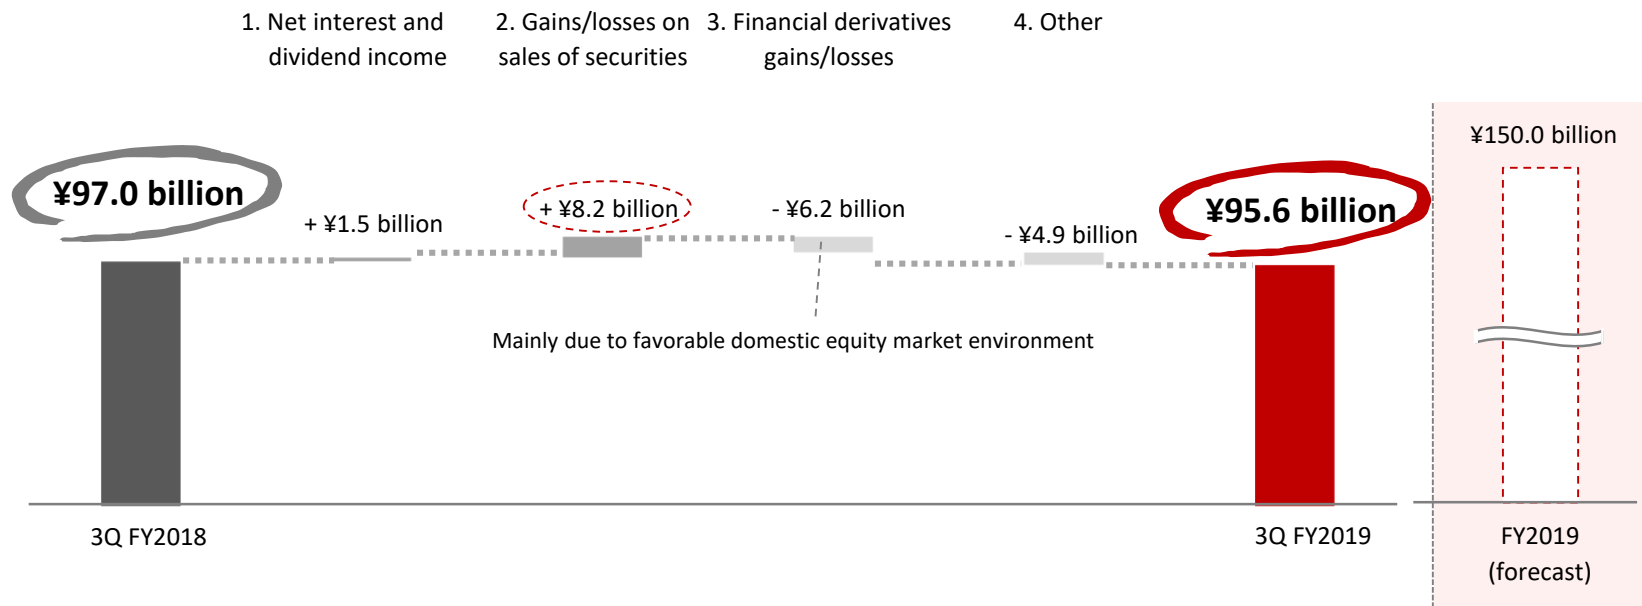 1. Net interest and
dividend income
2. Gains/losses on
sales of securities
3. Financial derivatives
gains/losses
4. Other
¥150.0 billion
¥97.0 billion
+ ¥1.5 billion
+ ¥8.2 billion
- ¥6.2 billion
- ¥4.9 billion
¥95.6 billion
Mainly due to favorable domestic equity market environment
3Q FY2018
3Q FY2019
FY2019
(forecast)